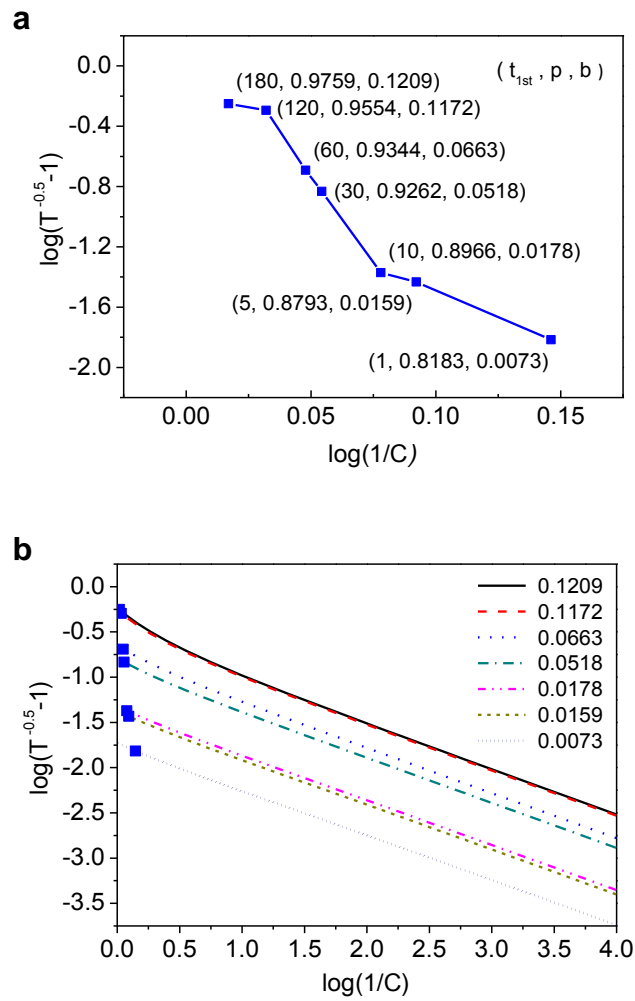 a
0.0
-0.4
-0.8
-1.2
-1.6
-2.0
log(T^-0.5-1)
(180, 0.9759, 0.1209)
( t1st , p , b )
(120, 0.9554, 0.1172)
(60, 0.9344, 0.0663)
(30, 0.9262, 0.0518)
(10, 0.8966, 0.0178)
(5, 0.8793, 0.0159)
(1, 0.8183, 0.0073)
0.00 0.05 0.10 0.15
log(1/C)
b
0.0
-0.5
-1.0
-1.5
-2.0
-2.5
-3.0
-3.5
log(T^-0.5-1)
0.1209
0.1172
0.0663
0.0518
0.0178
0.0159
0.0073
0.0 0.5 1.0 1.5 2.0 2.5 3.0 3.5 4.0
log(1/C)